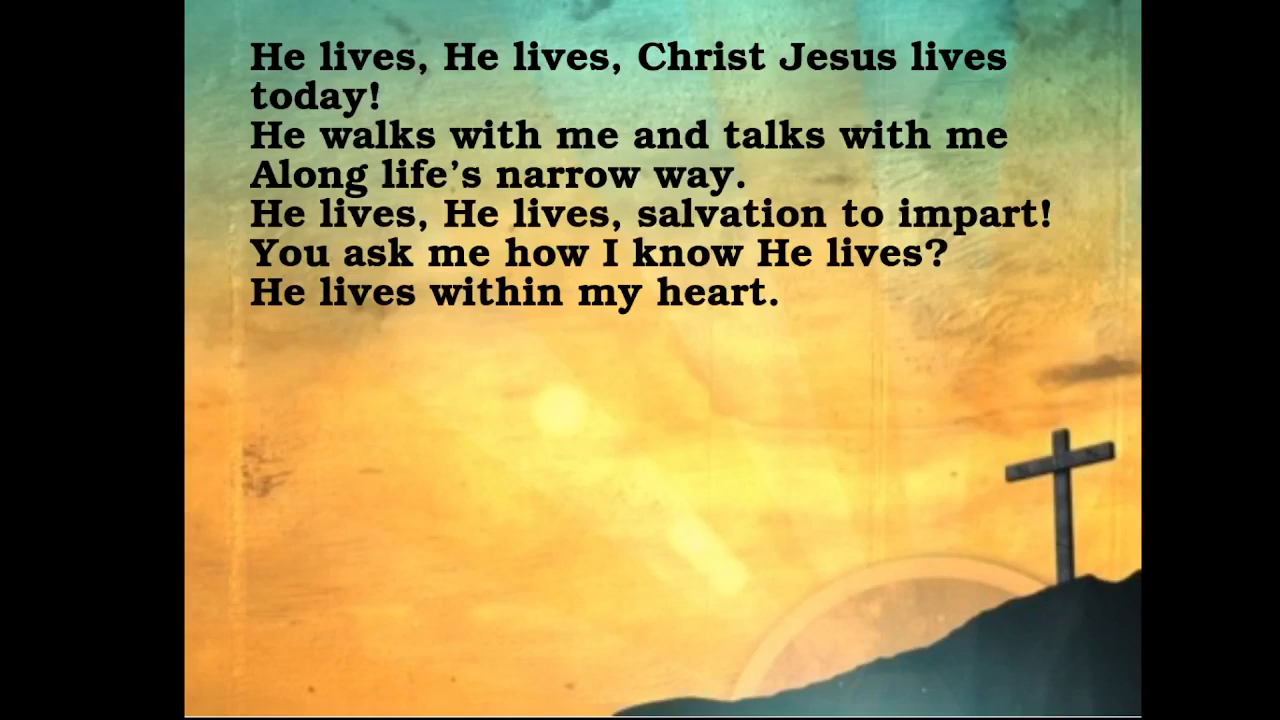 He lives, He lives, Christ Jesus lives
today!
He walks with me and talks with me
Along life’s narrow way.
He lives, He lives, salvation to impart!
You ask me how I know He lives?
He lives within my heart.